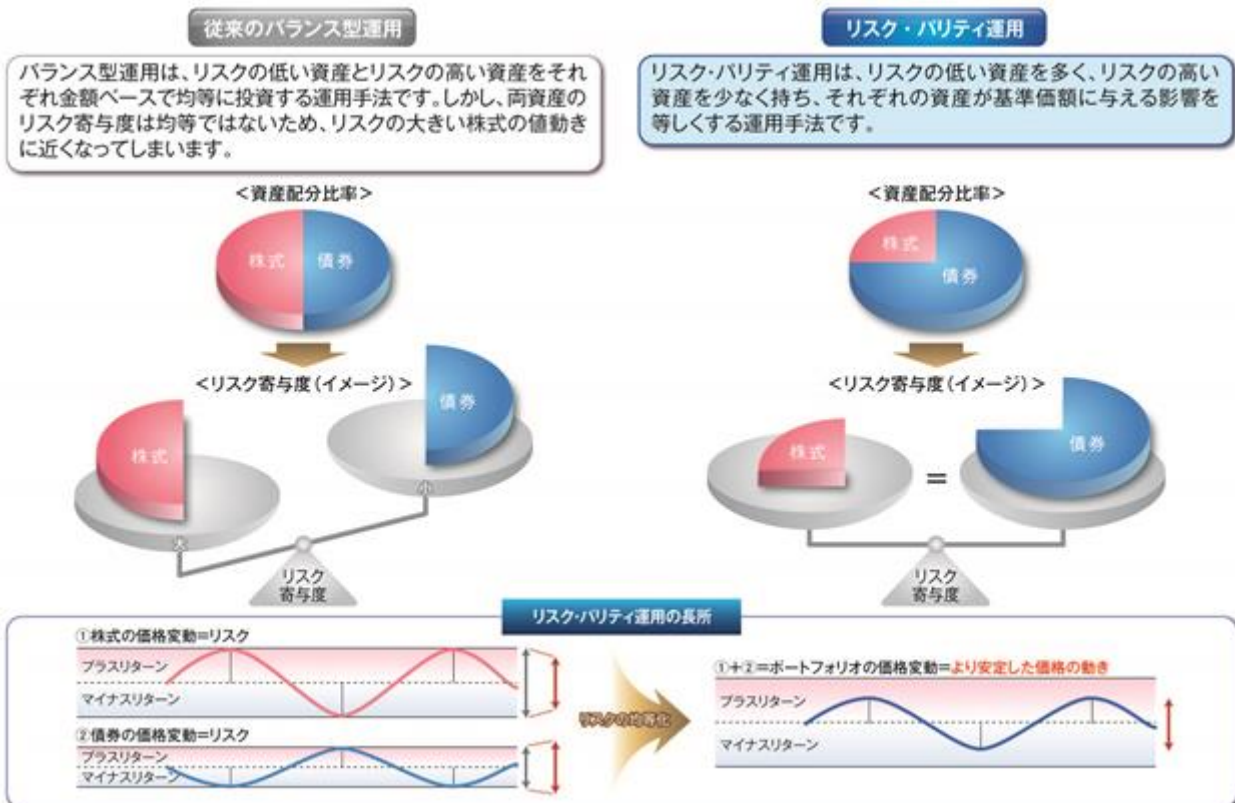 従来のバランス型運用
バランス型運用は、リスクの低い資産とリスクの高い資産をそれ
ぞれ金額ベースで均等に投資する運用手法です。しかし、両資産の
リスク寄与度は均等ではないため、リスクの大きい株式の値動き
に近くなってしまいます。
<資産配分比率>
株式
債券
<リスク寄与度(イメージ)>
株式
債券
大
小
リスク
寄与度
リスク・パリティ運用
リスク・パリティ運用は、リスクの低い資産を多く、リスクの高い
資産を少なく持ち、それぞれの資産が基準価額に与える影響を
等しくする運用手法です。
<資産配分比率>
株式
債券
<リスク寄与度(イメージ)>
株式
=
債券
リスク
寄与度
リスク・パリティ運用の長所
①株式の価格変動=リスク
プラスリターン
マイナスリターン
②債券の価格変動=リスク
プラスリターン
マイナスリターン
リスクの均等化
①+②=ポートフォリオの価格変動=より安定した価格の動き
プラスリターン
マイナスリターン